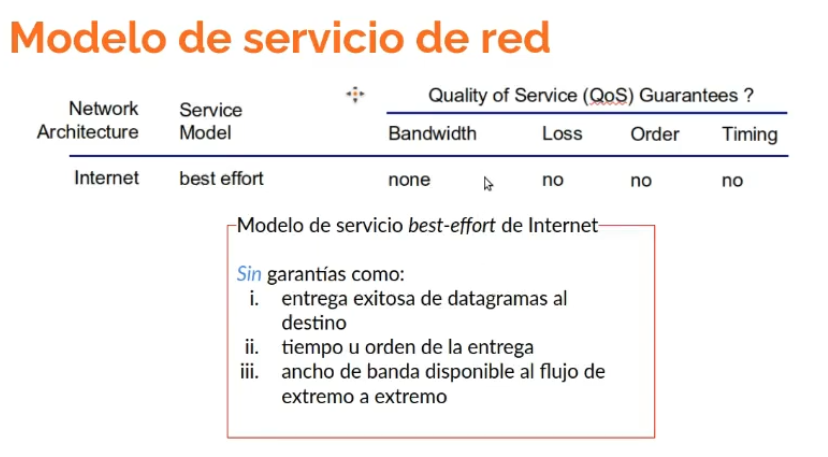 Modelo de servicio de red
Quality of Service (QoS) Guarantees ?
Network Architecture
Service Model
Bandwidth Loss Order Timing
Internet best effort none no no no
Modelo de servicio best-effort de Internet
Sin garantías como:
i. entrega exitosa de datagramas al
destino
ii. tiempo u orden de la entrega
iii. ancho de banda disponible al flujo de
extremo a extremo